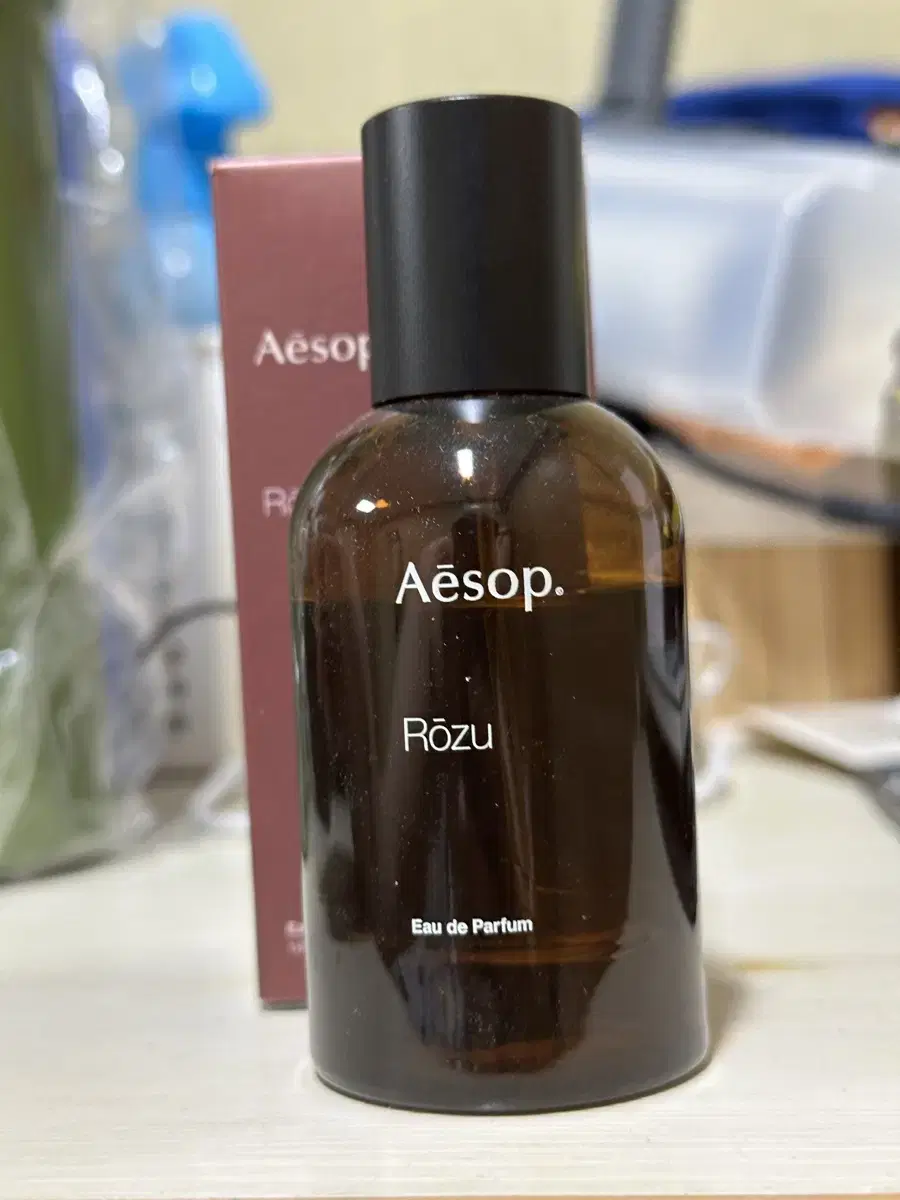 Aēsop
Aēsop.
Rōzu
Eau de Parfum